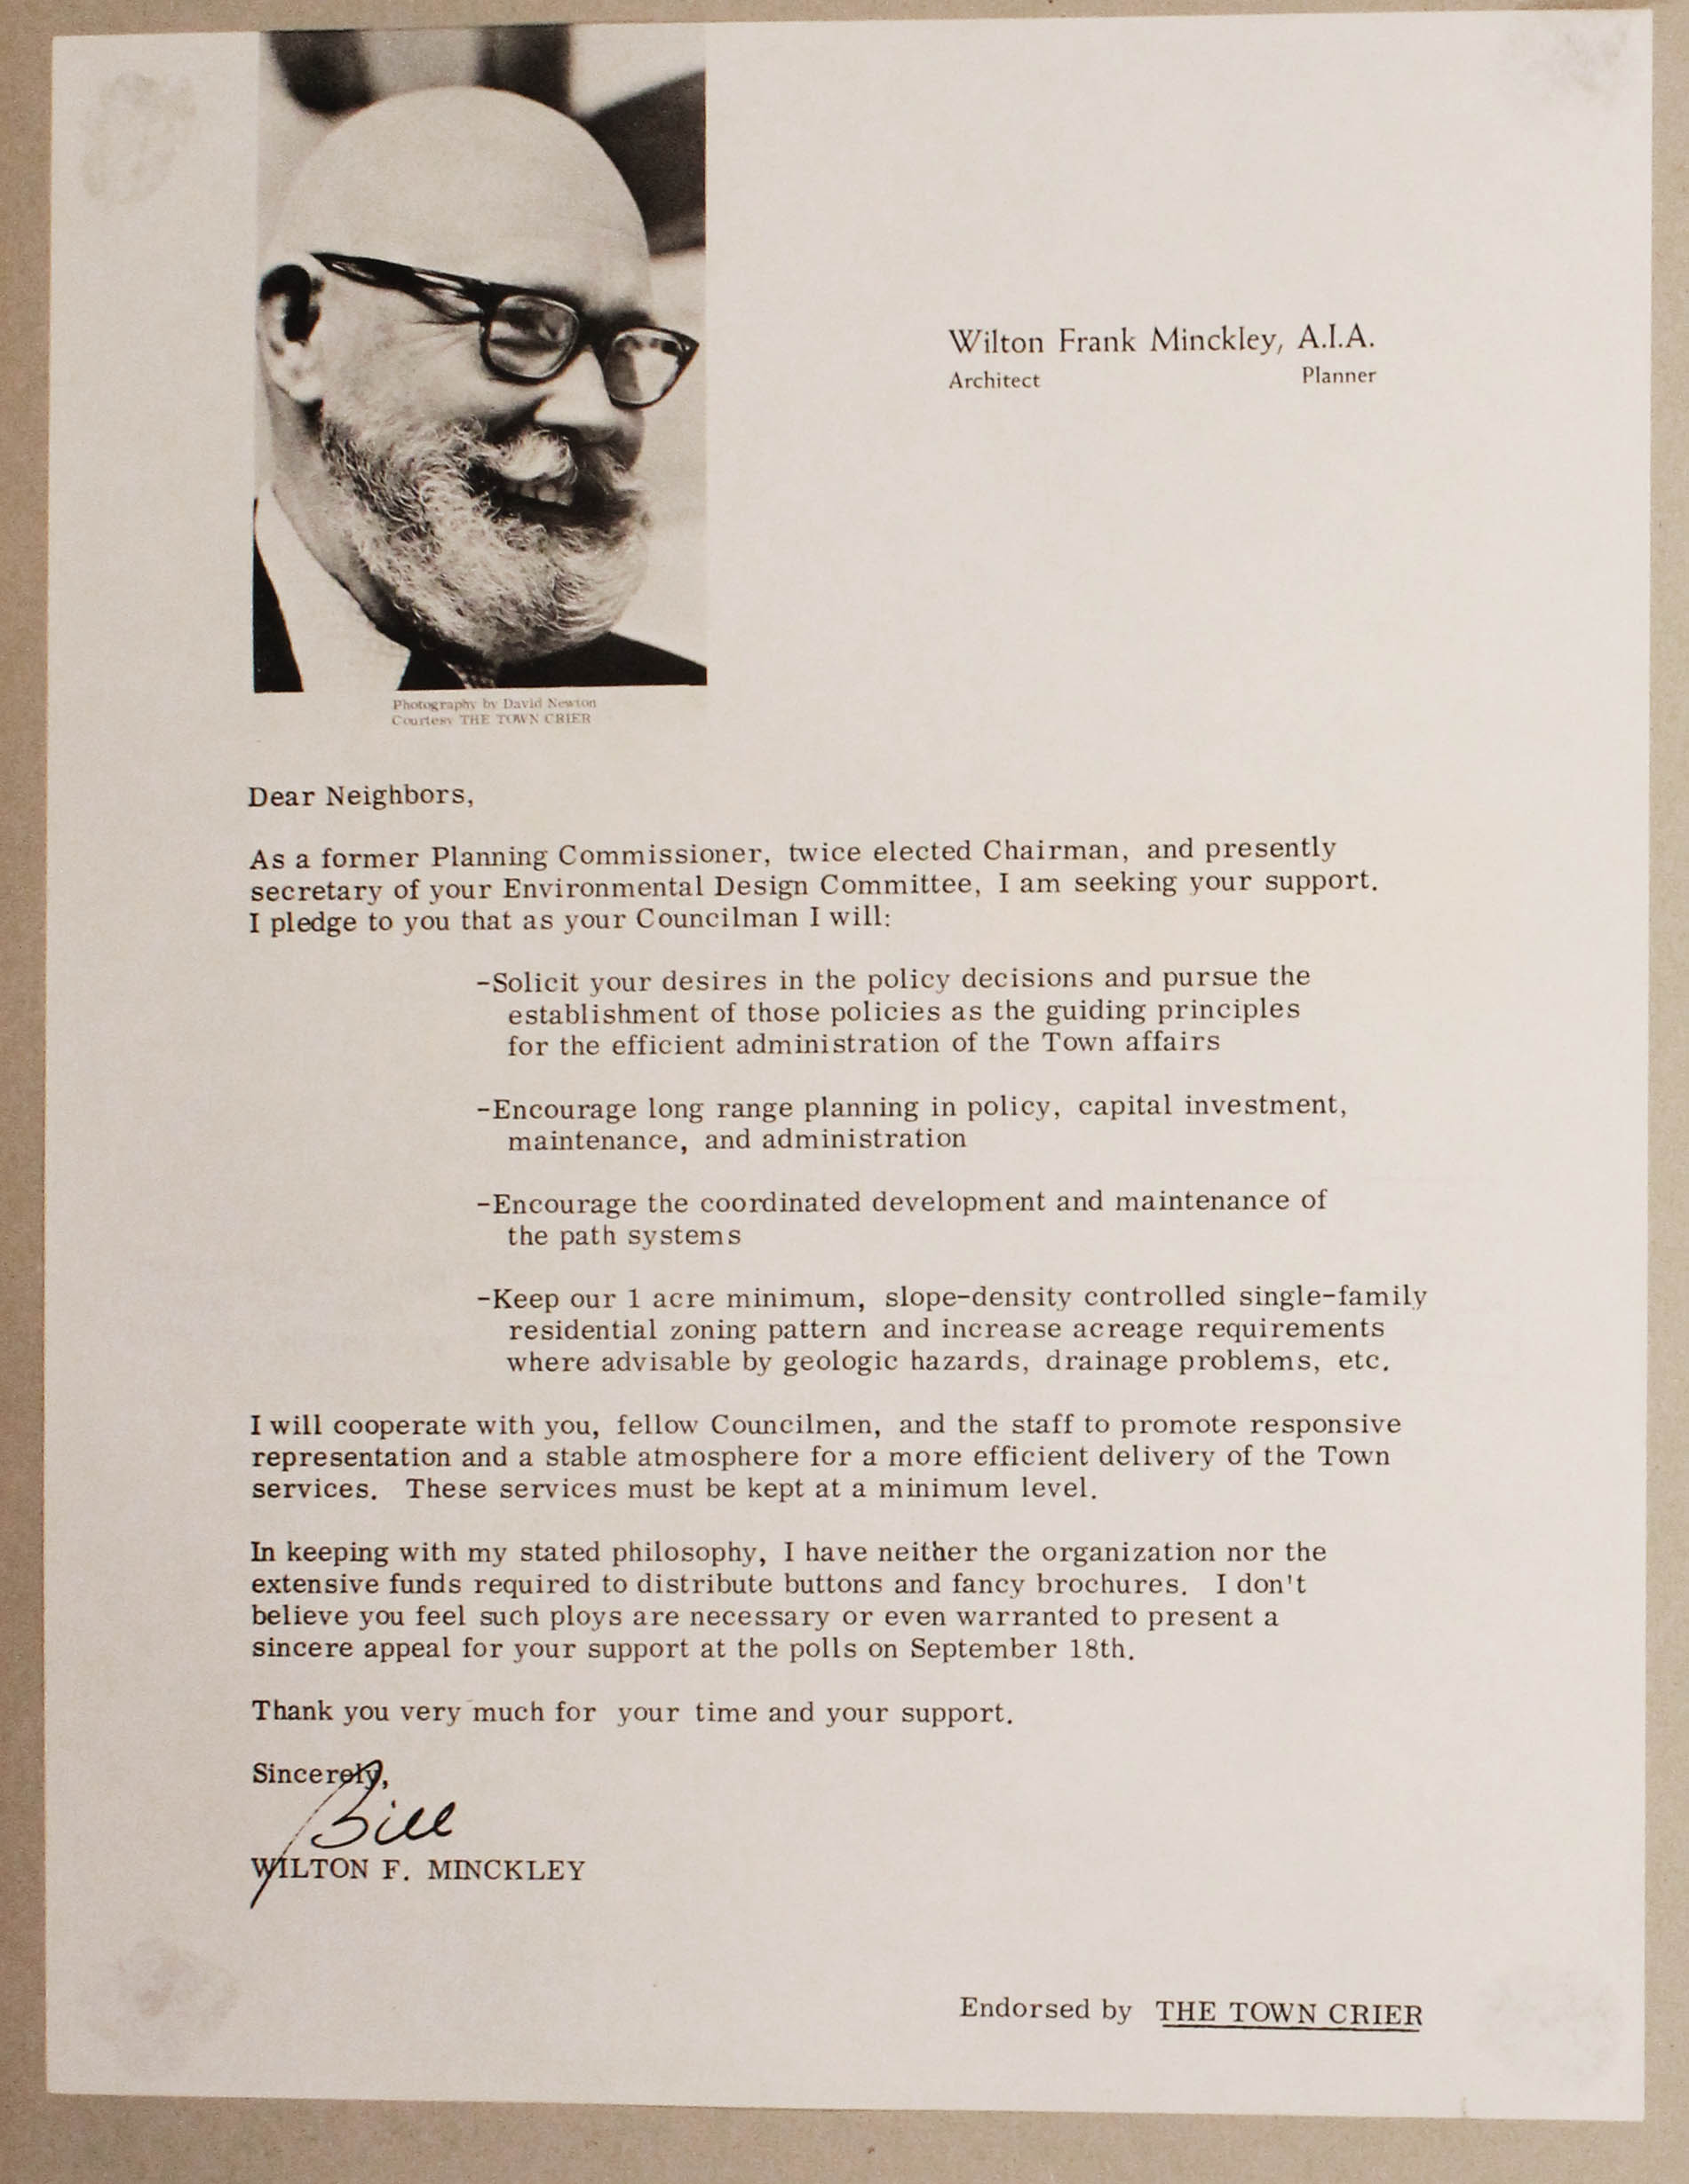 Wilton Frank Minckley, A.I.A.
Architect Planner
Photography by David Newton
Courtesy THE TOWN CRIER
Dear Neighbors,
As a former Planning Commissioner, twice elected Chairman, and presently
secretary of your Environmental Design Committee, I am seeking your support.
I pledge to you that as your Councilman I will:
-Solicit your desires in the policy decisions and pursue the
establishment of those policies as the guiding principles
for the efficient administration of the Town affairs
-Encourage long range planning in policy, capital investment,
maintenance, and administration
-Encourage the coordinated development and maintenance of
the path systems
-Keep our 1 acre minimum, slope-density controlled single-family
residential zoning pattern and increase acreage requirements
where advisable by geologic hazards, drainage problems, etc.
I will cooperate with you, fellow Councilmen, and the staff to promote responsive
representation and a stable atmosphere for a more efficient delivery of the Town
services. These services must be kept at a minimum level.
In keeping with my stated philosophy, I have neither the organization nor the
extensive funds required to distribute buttons and fancy brochures. I don't
believe you feel such ploys are necessary or even warranted to present a
sincere appeal for your support at the polls on September 18th.
Thank you very much for your time and your support.
Sincerely,
Bill
WILTON F. MINCKLEY
Endorsed by THE TOWN CRIER